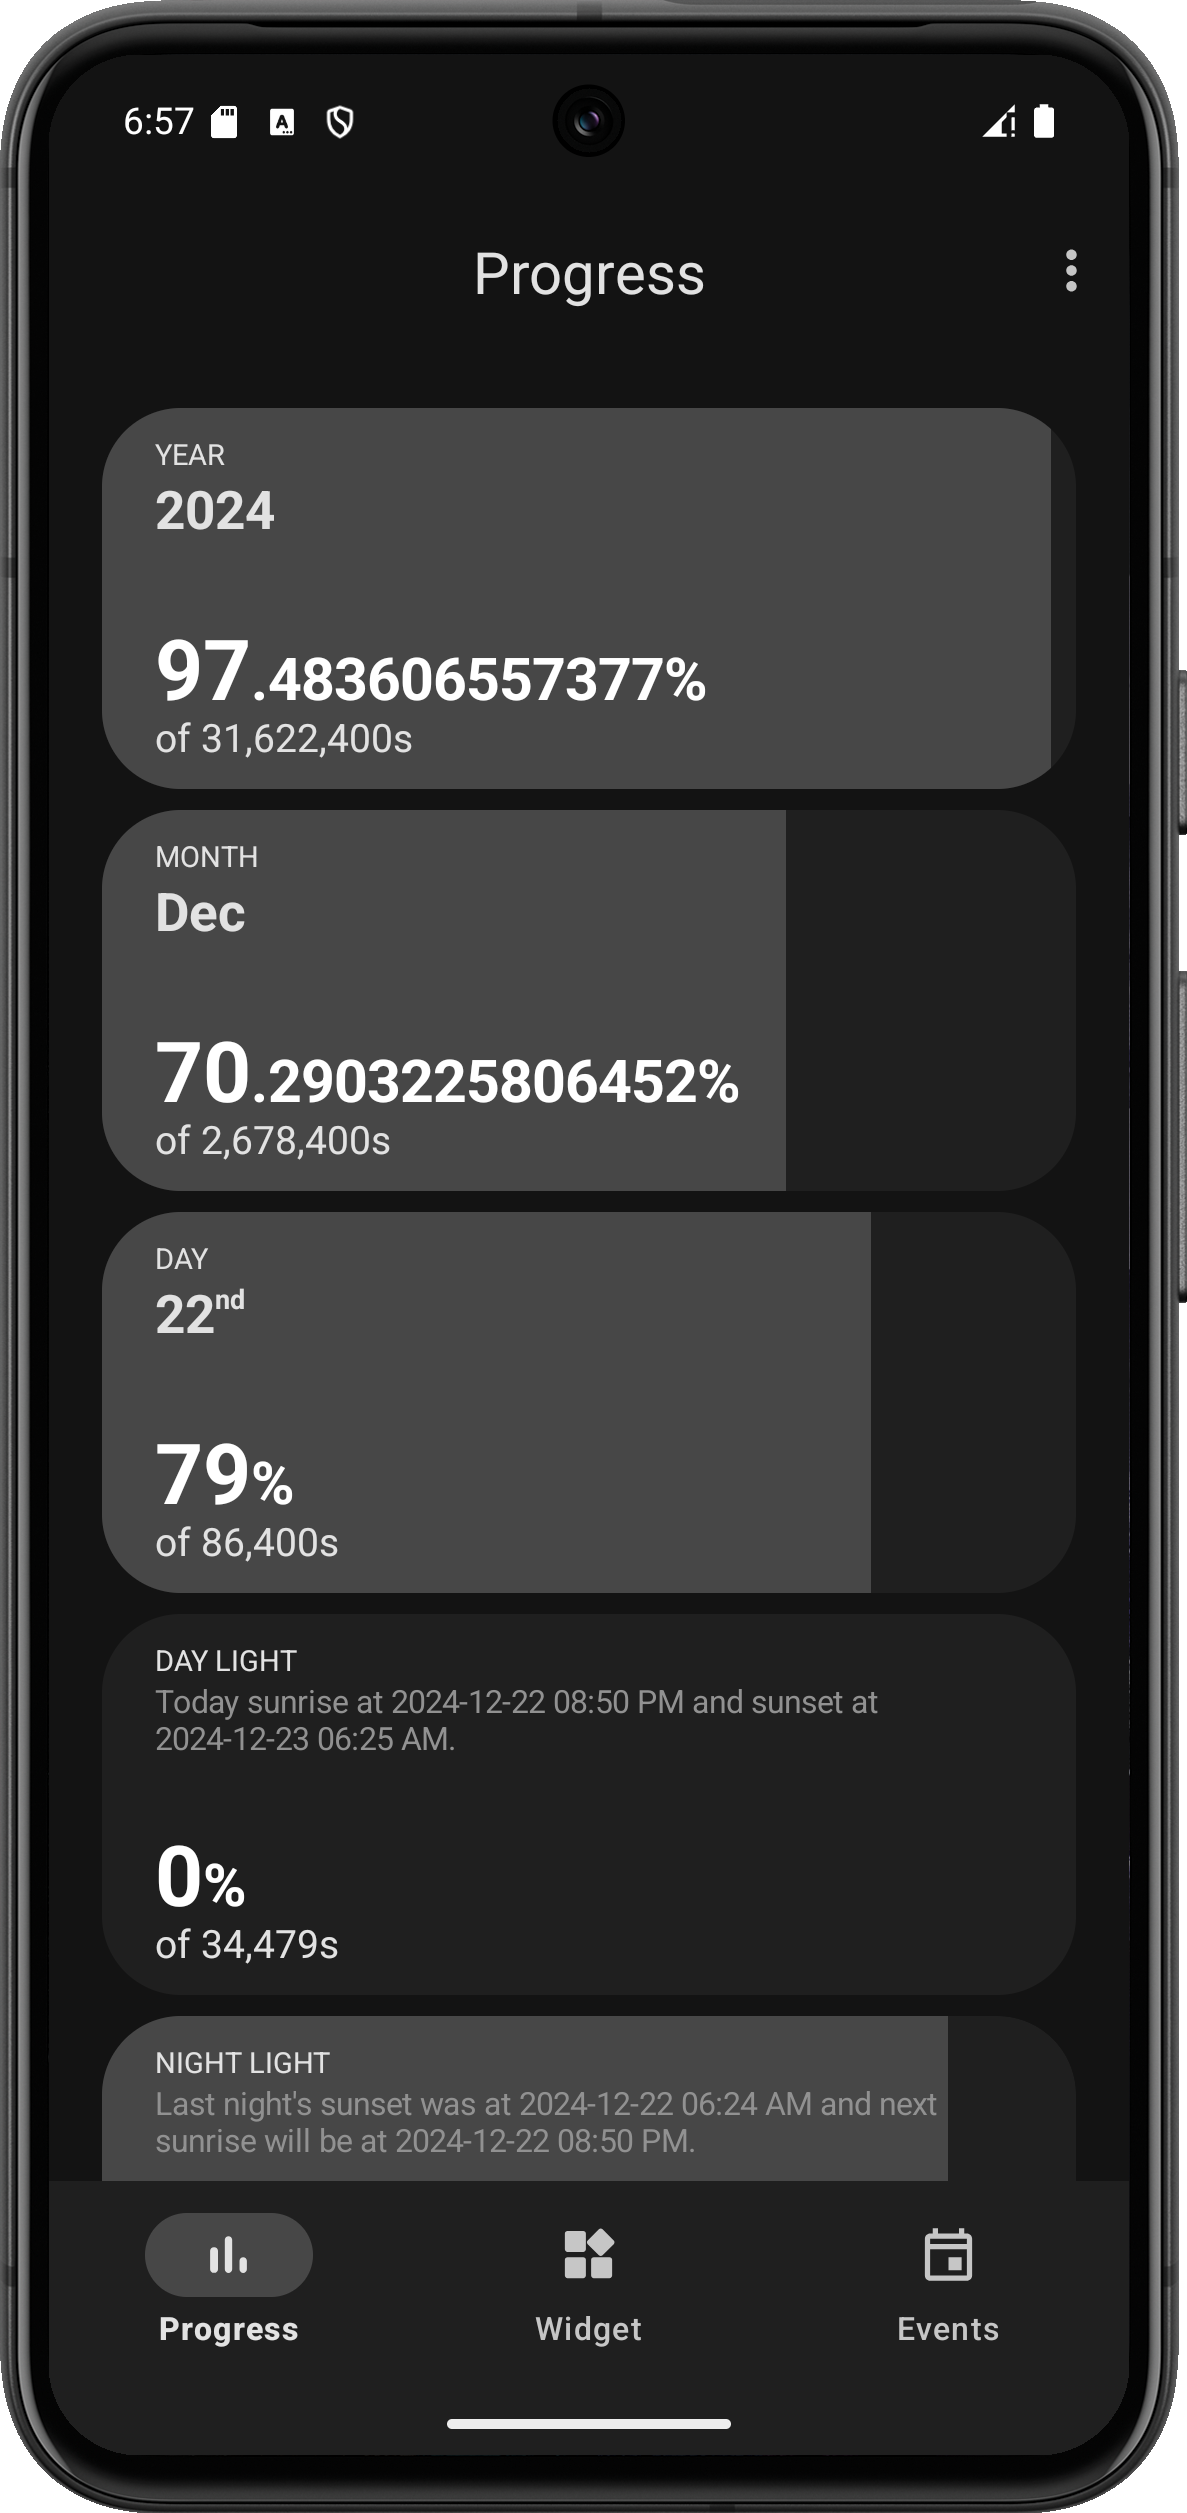 6:57
Progress
YEAR
2024
97.483606557377%
of 31,622,400s
MONTH
Dec
70.2903225806452%
of 2,678,400s
DAY
22nd
79%
of 86,400s
DAY LIGHT
Today sunrise at 2024-12-22 08:50 PM and sunset at
2024-12-23 06:25 AM.
0%
of 34,479s
NIGHT LIGHT
Last night's sunset was at 2024-12-22 06:24 AM and next
sunrise will be at 2024-12-22 08:50 PM.
Progress
Widget
Events